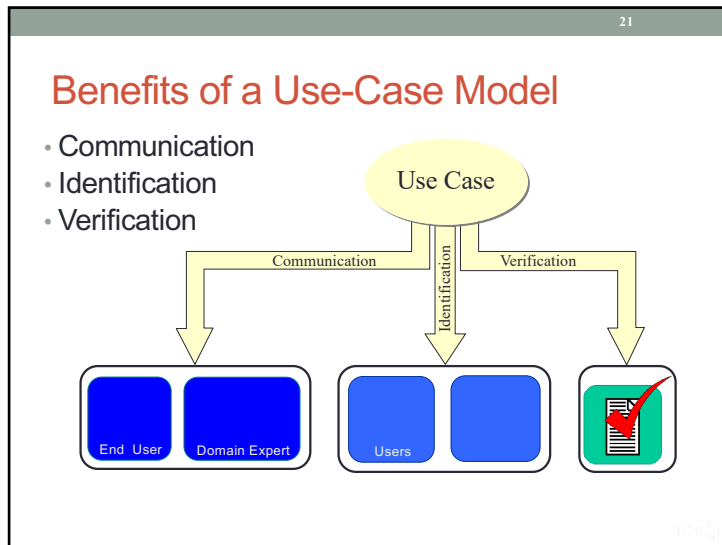 21
Benefits of a Use-Case Model
• Communication
• Identification
• Verification
Use Case
Communication
Identification
Verification
End User
Domain Expert
Users